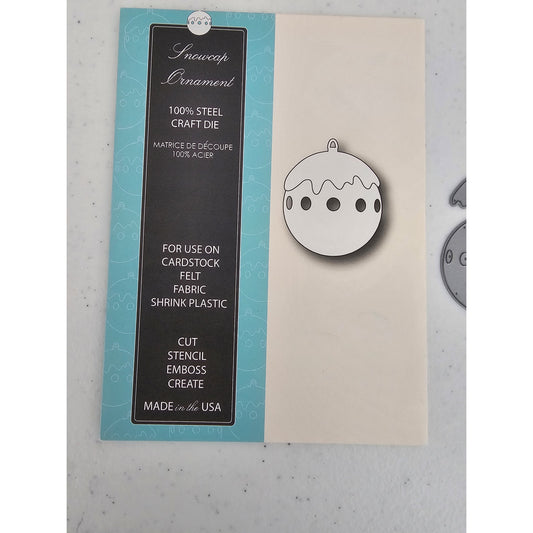 Snowcap
Ornament
100% STEEL
CRAFT DIE
MATRICE DE DÉCOUPE
100% ACIER
FOR USE ON
CARDSTOCK
FELT
FABRIC
SHRINK PLASTIC
CUT
STENCIL
EMBOSS
CREATE
MADE in the USA